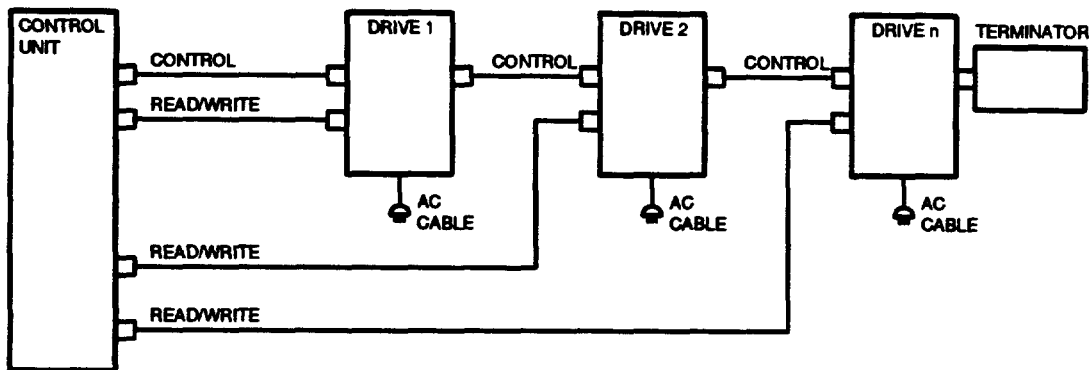 CONTROL
UNIT
DRIVE 1
DRIVE 2
DRIVE n
TERMINATOR
CONTROL
CONTROL
CONTROL
READ/WRITE
AC
CABLE
AC
CABLE
AC
CABLE
READ/WRITE
READ/WRITE